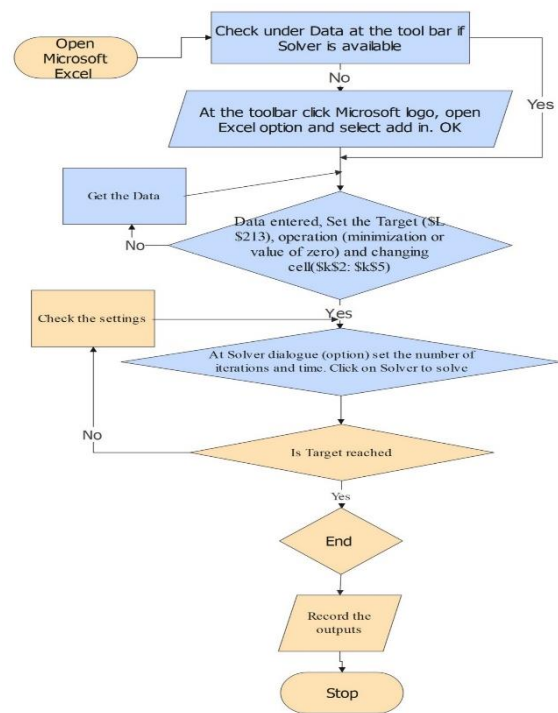 Open
Microsoft
Excel
Check under Data at the tool bar if
Solver is available
No
Yes
At the toolbar click Microsoft logo, open
Excel option and select add in. OK
Get the Data
No
Data entered, Set the Target ($L
$213), operation (minimization or
value of zero) and changing
cell($k$2: $k$5)
Yes
Check the settings
At Solver dialogue (option) set the number of
iterations and time. Click on Solver to solve
No
Is Target reached
Yes
End
Record the
outputs
Stop